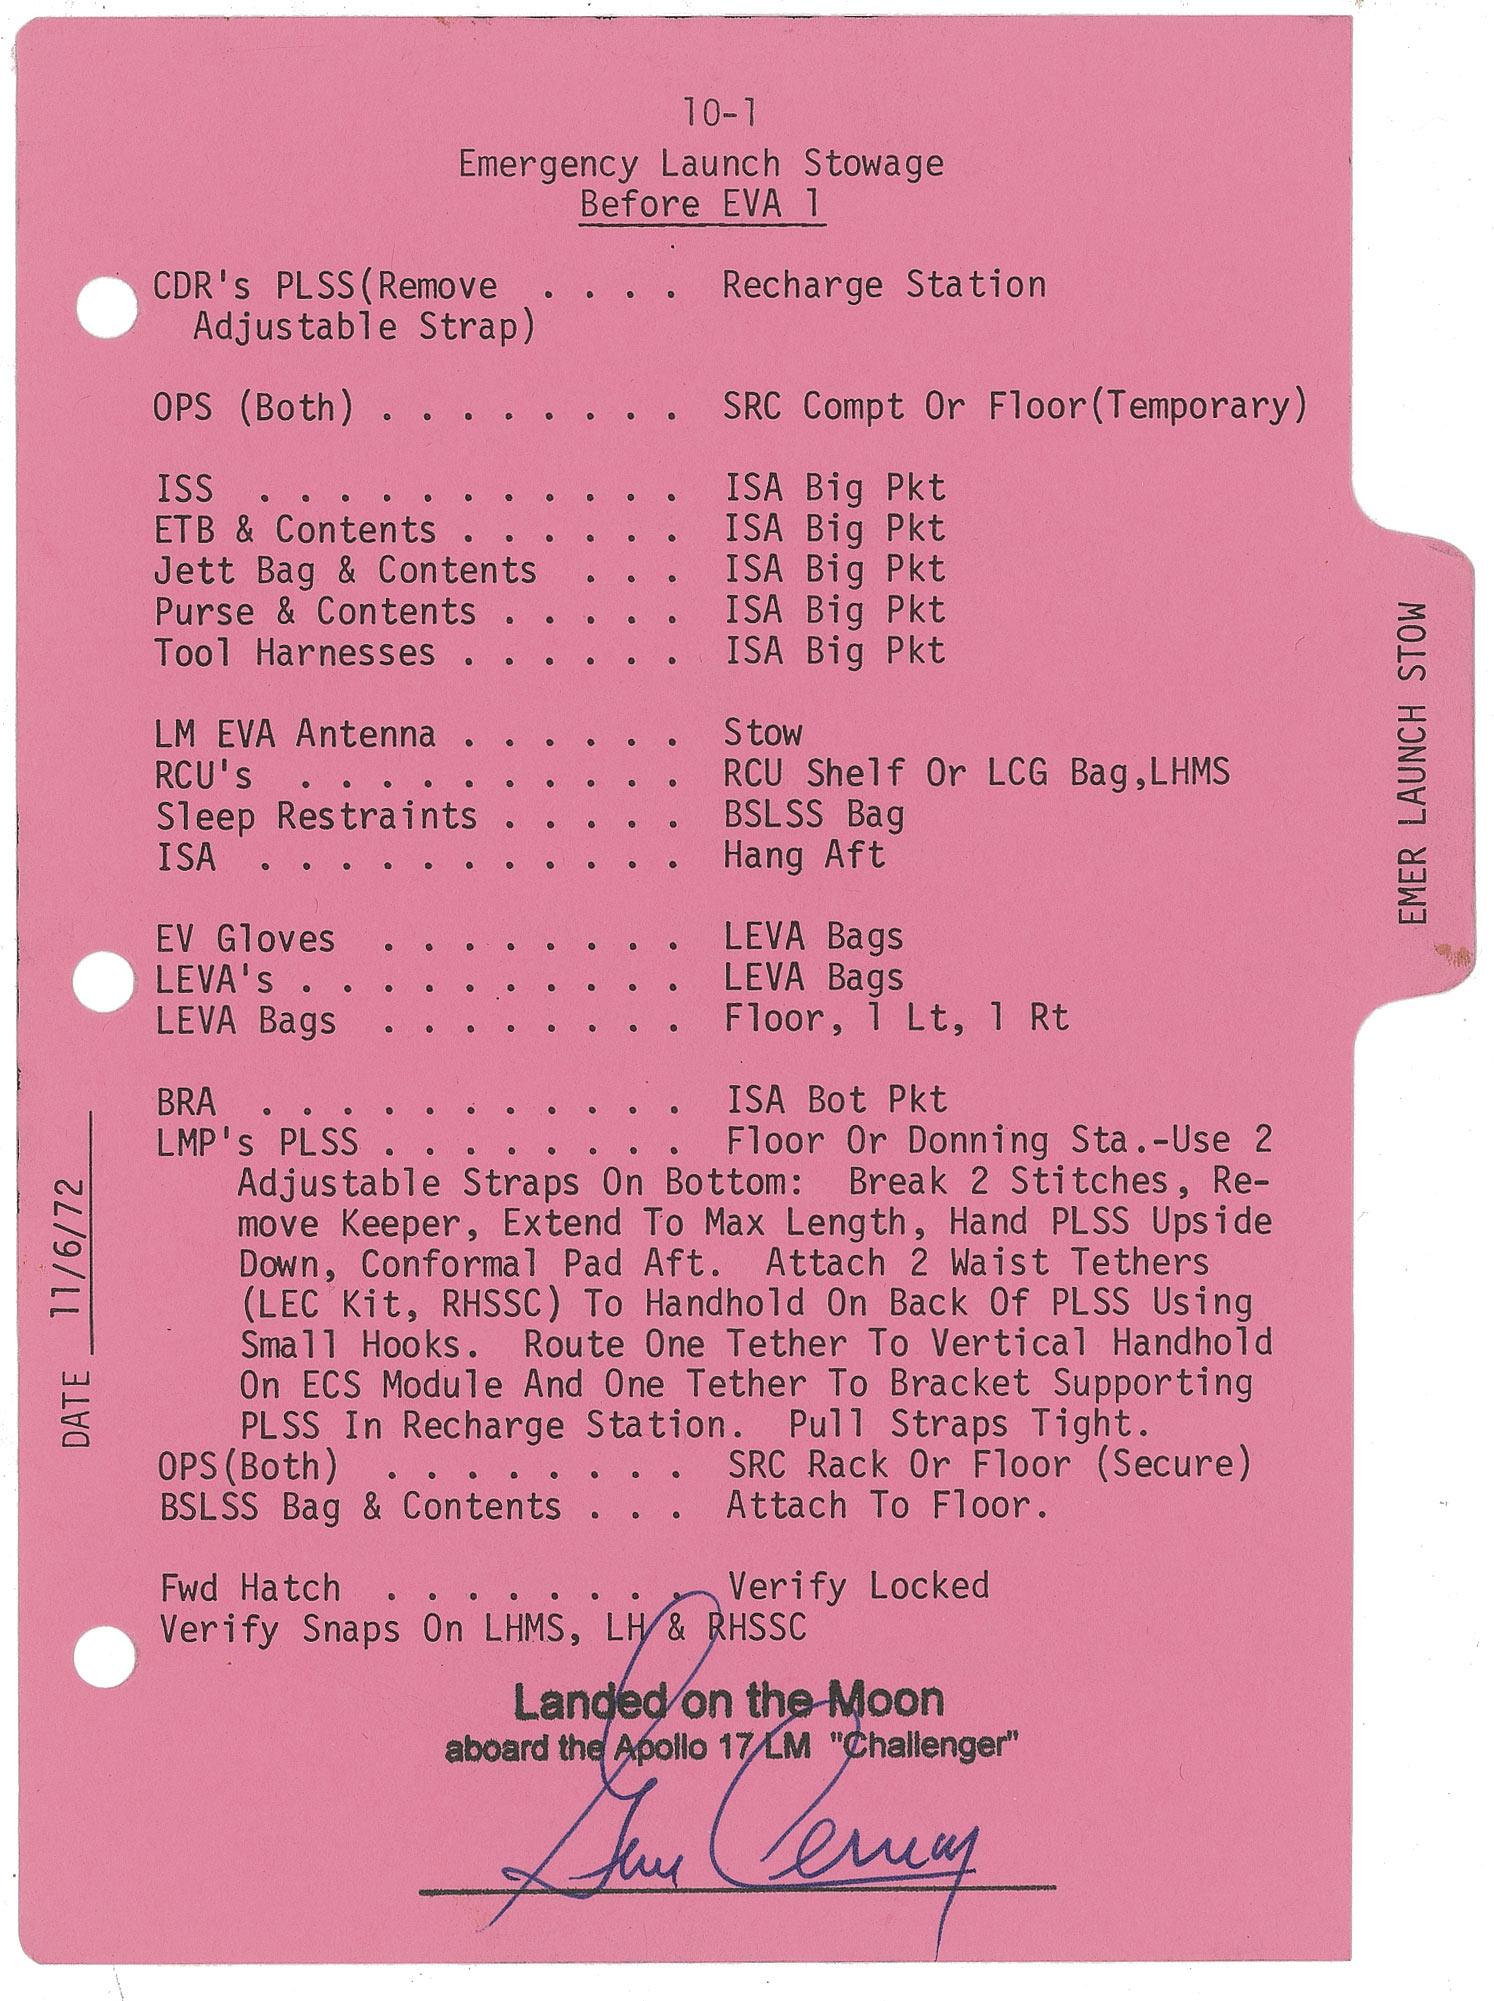 10-1
Emergency Launch Stowage
Before EVA 1
CDR's PLSS(Remove . . . . Recharge Station
Adjustable Strap)
OPS (Both) . . . . . . . . SRC Compt Or Floor(Temporary)
ISS . . . . . . . . . . . ISA Big Pkt
ETB & Contents . . . . . . ISA Big Pkt
Jett Bag & Contents . . . ISA Big Pkt
Purse & Contents . . . . . ISA Big Pkt
Tool Harnesses . . . . . . ISA Big Pkt
LM EVA Antenna . . . . . . Stow
RCU's . . . . . . . . . . RCU Shelf Or LCG Bag,LHMS
Sleep Restraints . . . . . BSLSS Bag
ISA . . . . . . . . . . . Hang Aft
EV Gloves . . . . . . . . LEVA Bags
LEVA's . . . . . . . . . . LEVA Bags
LEVA Bags . . . . . . . . Floor, 1 Lt, 1 Rt
BRA . . . . . . . . . . . ISA Bot Pkt
LMP's PLSS . . . . . . . . Floor Or Donning Sta.-Use 2
Adjustable Straps On Bottom: Break 2 Stitches, Re-
move Keeper, Extend To Max Length, Hand PLSS Upside
Down, Conformal Pad Aft. Attach 2 Waist Tethers
(LEC Kit, RHSSC) To Handhold On Back Of PLSS Using
Small Hooks. Route One Tether To Vertical Handhold
On ECS Module And One Tether To Bracket Supporting
PLSS In Recharge Station. Pull Straps Tight.
OPS(Both) . . . . . . . . SRC Rack Or Floor (Secure)
BSLSS Bag & Contents . . . Attach To Floor.
Fwd Hatch . . . . . . . . Verify Locked
Verify Snaps On LHMS, LH & RHSSC
Landed on the Moon
aboard the Apollo 17 LM "Challenger"
Gene Cernan
DATE 11/6/72
EMER LAUNCH STOW